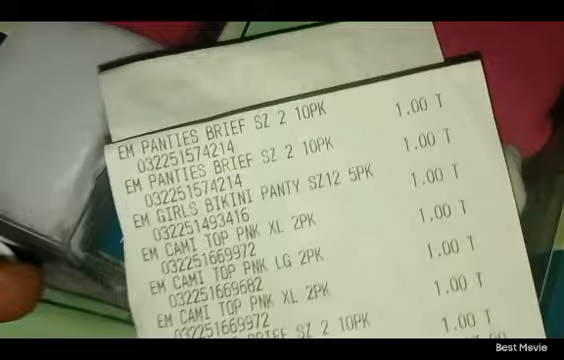 EM PANTIES BRIEF SZ 2 10PK 1.00 T
032251574214
EM PANTIES BRIEF SZ 2 10PK 1.00 T
032251574214
EM GIRLS BIKINI PANTY SZ12 5PK 1.00 T
032251493416
EM CAMI TOP PNK XL 2PK 1.00 T
032251669972
EM CAMI TOP PNK LG 2PK 1.00 T
032251669682
EM CAMI TOP PNK XL 2PK 1.00 T
032251669972
BRIEF SZ 2 10PK 1.00 T
Best Movie